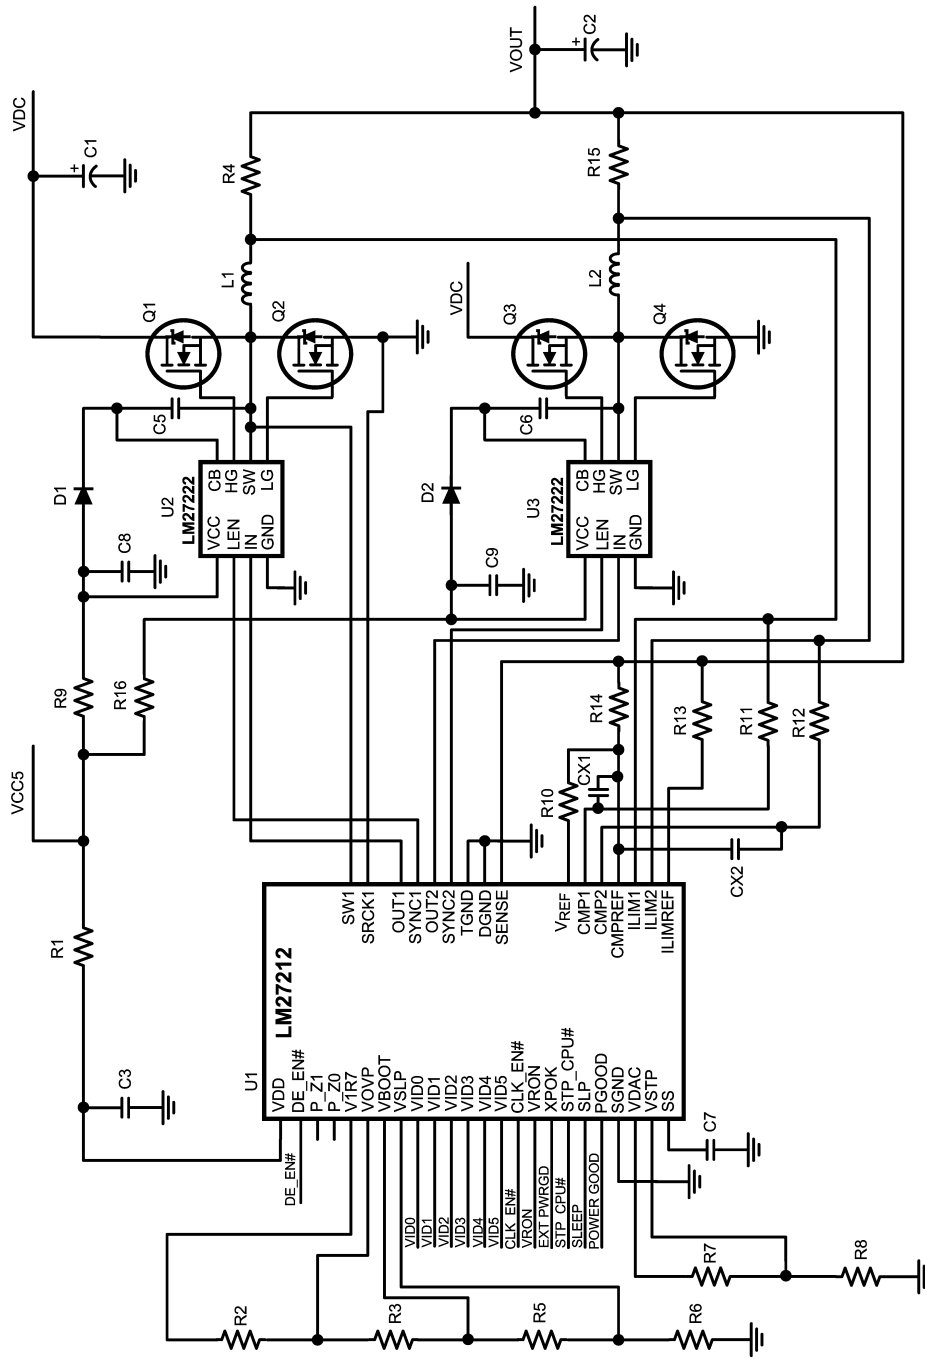 VDC
+
C1
VOUT
+
C2
R4
R15
L1
L2
Q1
Q2
VDC
Q3
Q4
C5
C6
D1
U2
LM27222
CB
HG
SW
LG
VCC
LEN
IN
GND
D2
U3
LM27222
CB
HG
SW
LG
VCC
LEN
IN
GND
C8
C9
R9
R16
VCC5
R14
R13
R11
R12
R10
CX1
CX2
R1
SW1
SRCK1
OUT1
SYNC1
OUT2
SYNC2
TGND
DGND
SENSE
VREF
CMP1
CMP2
CMPREF
ILIM1
ILIM2
ILIMREF
U1
LM27212
VDD
DE_EN#
P_Z1
P_Z0
V1R7
VOVP
VBOOT
VSLP
VID0
VID1
VID2
VID3
VID4
VID5
CLK_EN#
VRON
XPOK
STP_CPU#
SLP
PGOOD
SGND
VDAC
VSTP
SS
C3
C7
DE_EN#
VID0
VID1
VID2
VID3
VID4
VID5
CLK_EN#
VRON
EXT PWRGD
STP_CPU#
SLEEP
POWER GOOD
R7
R8
R2
R3
R5
R6